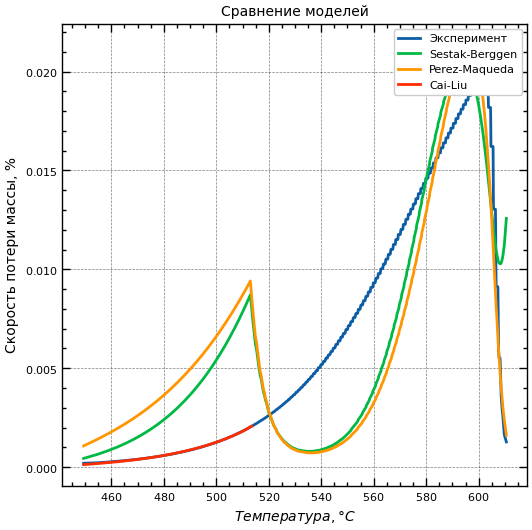 Сравнение моделей
Эксперимент
Sestak-Berggen
Perez-Maqueda
Cai-Liu
Скорость потери массы, %
0.020
0.015
0.010
0.005
0.000
460 480 500 520 540 560 580 600
Температура, °C